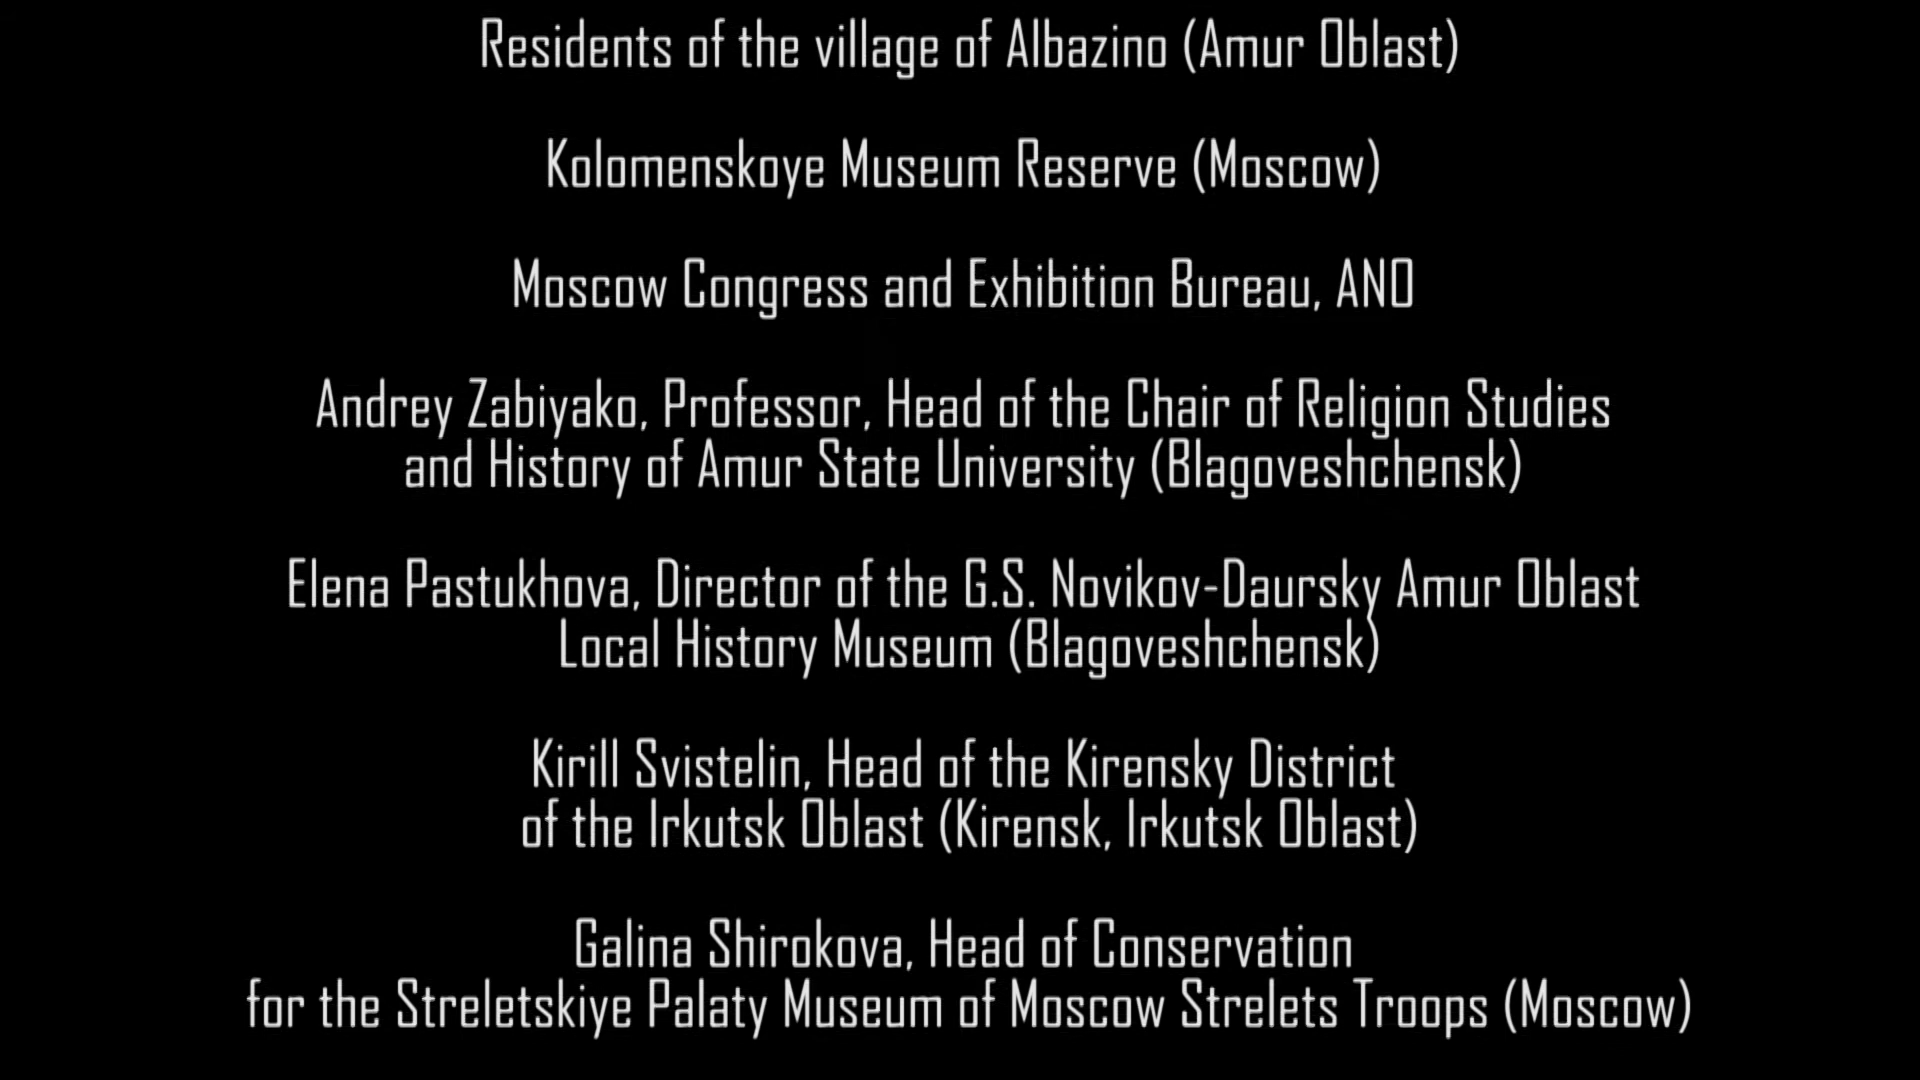 Residents of the village of Albazino (Amur Oblast)
Kolomenskoye Museum Reserve (Moscow)
Moscow Congress and Exhibition Bureau, ANO
Andrey Zabiyako, Professor, Head of the Chair of Religion Studies
and History of Amur State University (Blagoveshchensk)
Elena Pastukhova, Director of the G.S. Novikov-Daursky Amur Oblast
Local History Museum (Blagoveshchensk)
Kirill Svistelin, Head of the Kirensky District
of the Irkutsk Oblast (Kirensk, Irkutsk Oblast)
Galina Shirokova, Head of Conservation
for the Streletskiye Palaty Museum of Moscow Strelets Troops (Moscow)